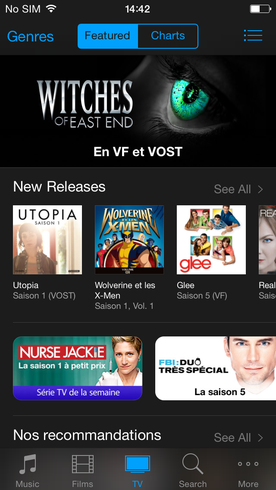 No SIM 14:42
Genres Featured Charts
WITCHES
OF EAST END
En VF et VOST
New Releases See All
UTOPIA
SAISON 1
WOLVERINE
AND THE
X-MEN
glee
REA
Utopia
Saison 1 (VOST)
Wolverine et les
X-Men
Saison 1, Vol. 1
Glee
Saison 5 (VF)
Real
Saiso
NURSE JACKIE
La saison 1 à petit prix
Série TV de la semaine
FBI: DUO
TRÈS SPÉCIAL
La saison 5
Nos recommandations See All
Music Films TV Search More